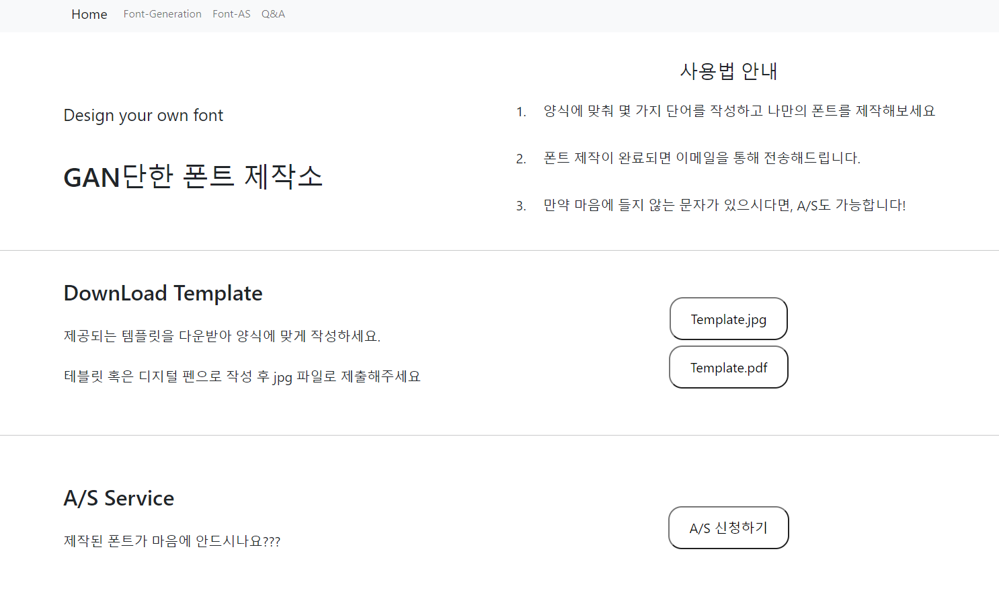 Home Font-Generation Font-AS Q&A
Design your own font
GAN단한 폰트 제작소
사용법 안내
1. 양식에 맞춰 몇 가지 단어를 작성하고 나만의 폰트를 제작해보세요
2. 폰트 제작이 완료되면 이메일을 통해 전송해드립니다.
3. 만약 마음에 들지 않는 문자가 있으시다면, A/S도 가능합니다!
DownLoad Template
제공되는 템플릿을 다운받아 양식에 맞게 작성하세요.
테블릿 혹은 디지털 펜으로 작성 후 jpg 파일로 제출해주세요
Template.jpg
Template.pdf
A/S Service
제작된 폰트가 마음에 안드시나요???
A/S 신청하기